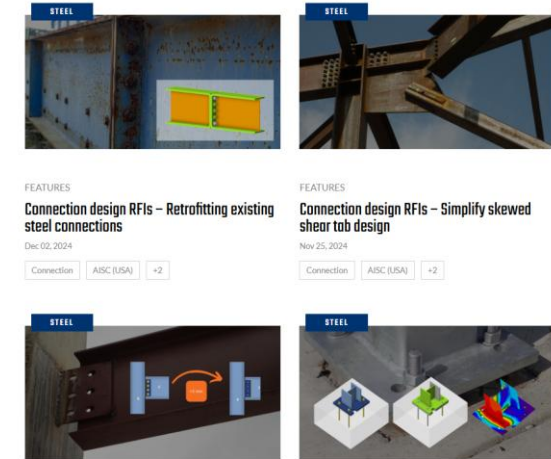 STEEL
STEEL
FEATURES
Connection design RFIs – Retrofitting existing
steel connections
Dec 02, 2024
Connection AISC (USA) +2
FEATURES
Connection design RFIs – Simplify skewed
shear tab design
Nov 25, 2024
Connection AISC (USA) +2
STEEL
STEEL